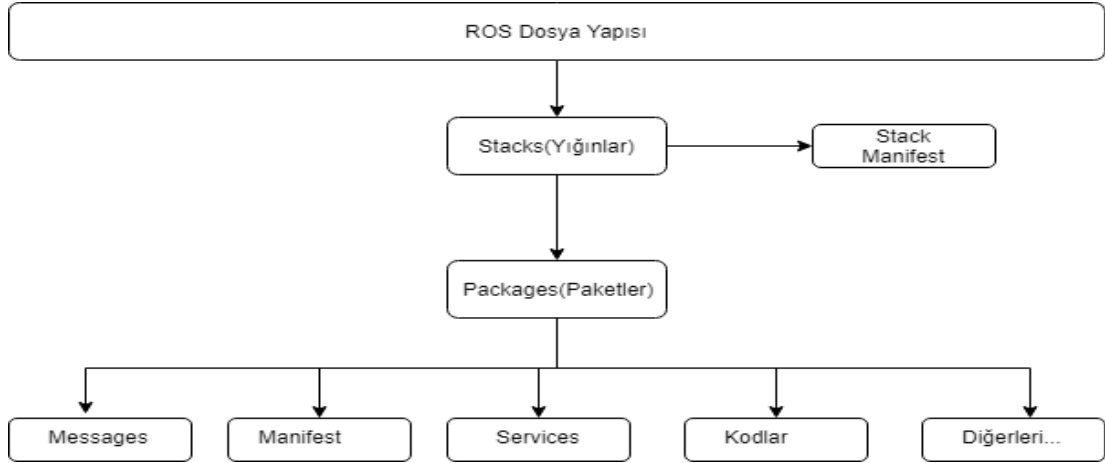 ROS Dosya Yapısı
Stacks(Yığınlar)
Stack
Manifest
Packages(Paketler)
Messages
Manifest
Services
Kodlar
Diğerleri...